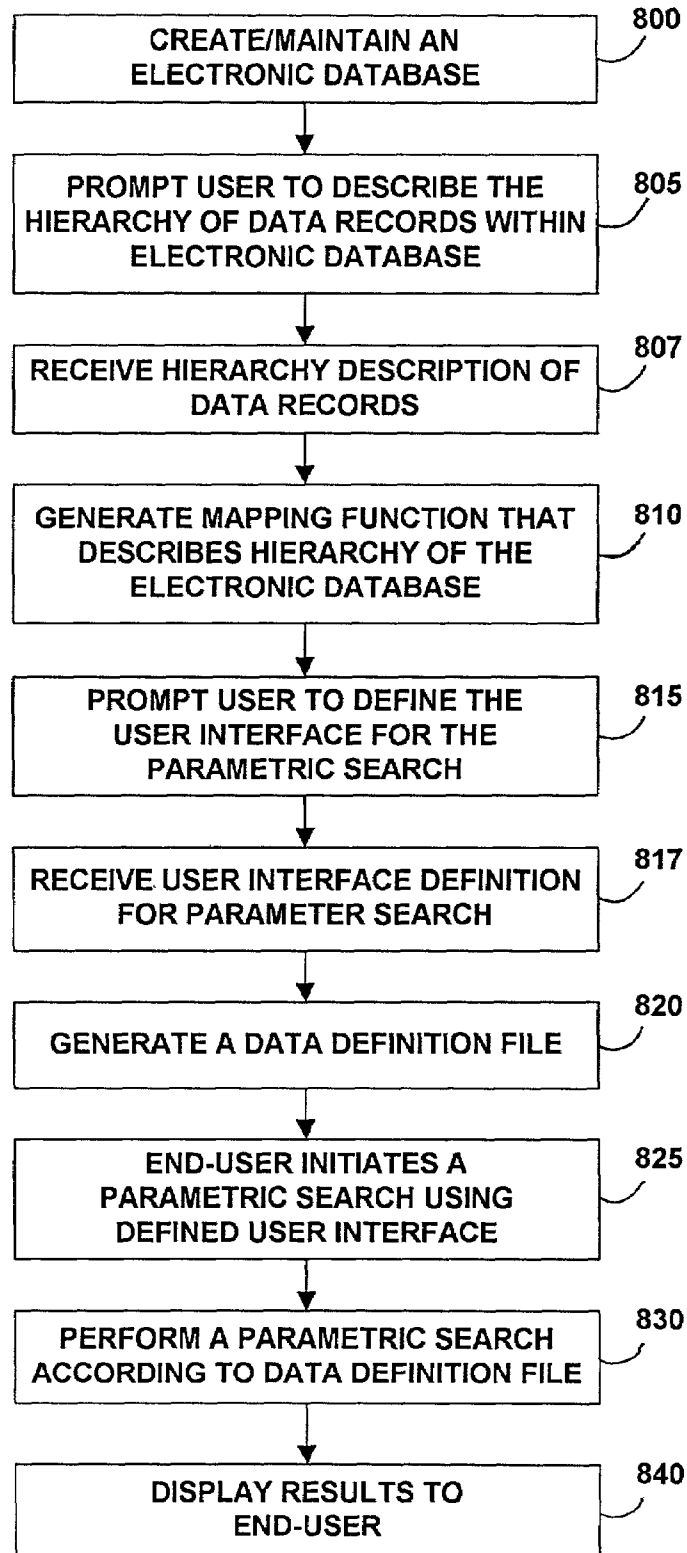 800
CREATE/MAINTAIN AN
ELECTRONIC DATABASE
805
PROMPT USER TO DESCRIBE THE
HIERARCHY OF DATA RECORDS WITHIN
ELECTRONIC DATABASE
807
RECEIVE HIERARCHY DESCRIPTION OF
DATA RECORDS
810
GENERATE MAPPING FUNCTION THAT
DESCRIBES HIERARCHY OF THE
ELECTRONIC DATABASE
815
PROMPT USER TO DEFINE THE
USER INTERFACE FOR THE
PARAMETRIC SEARCH
817
RECEIVE USER INTERFACE DEFINITION
FOR PARAMETER SEARCH
820
GENERATE A DATA DEFINITION FILE
825
END-USER INITIATES A
PARAMETRIC SEARCH USING
DEFINED USER INTERFACE
830
PERFORM A PARAMETRIC SEARCH
ACCORDING TO DATA DEFINITION FILE
840
DISPLAY RESULTS TO
END-USER